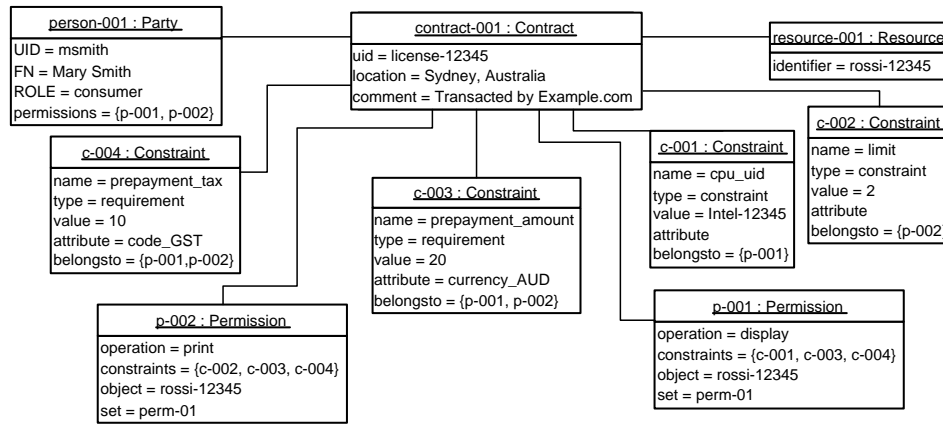 person-001 : Party
UID = msmith
FN = Mary Smith
ROLE = consumer
permissions = {p-001, p-002}
contract-001 : Contract
uid = license-12345
location = Sydney, Australia
comment = Transacted by Example.com
resource-001 : Resource
identifier = rossi-12345
c-004 : Constraint
name = prepayment_tax
type = requirement
value = 10
attribute = code_GST
belongsto = {p-001,p-002}
c-003 : Constraint
name = prepayment_amount
type = requirement
value = 20
attribute = currency_AUD
belongsto = {p-001, p-002}
c-001 : Constraint
name = cpu_uid
type = constraint
value = Intel-12345
attribute
belongsto = {p-001}
c-002 : Constraint
name = limit
type = constraint
value = 2
attribute
belongsto = {p-002}
p-002 : Permission
operation = print
constraints = {c-002, c-003, c-004}
object = rossi-12345
set = perm-01
p-001 : Permission
operation = display
constraints = {c-001, c-003, c-004}
object = rossi-12345
set = perm-01